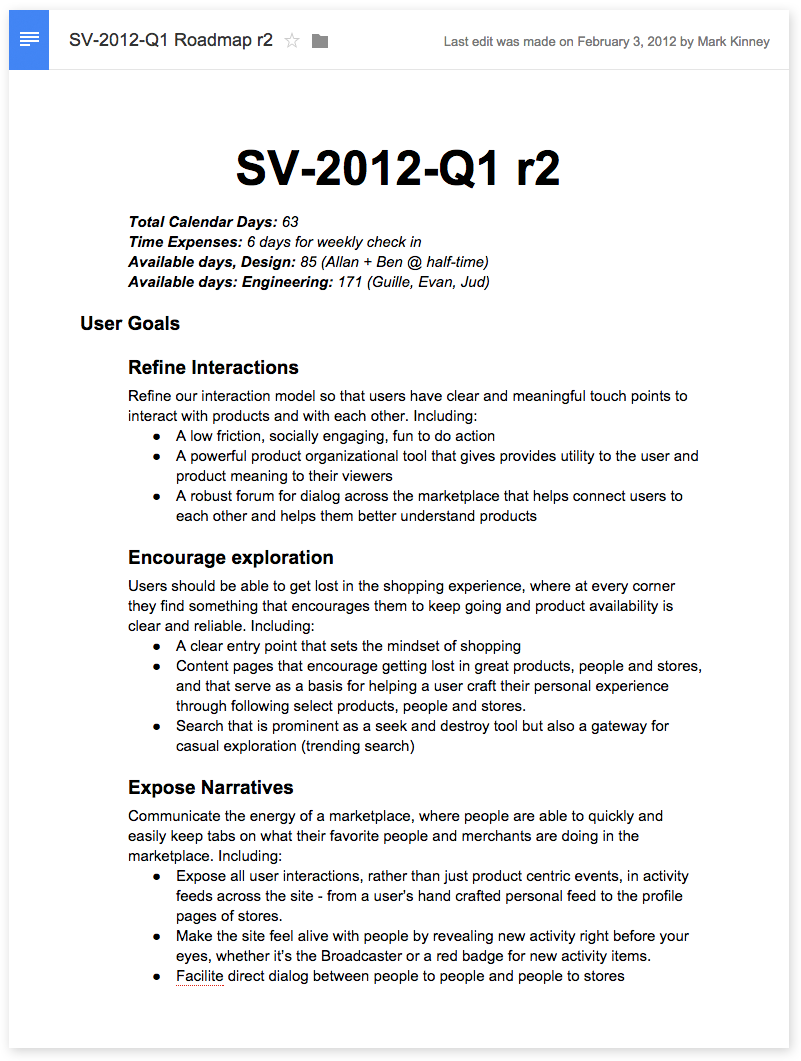 SV-2012-Q1 Roadmap r2
Last edit was made on February 3, 2012 by Mark Kinney
SV-2012-Q1 r2
Total Calendar Days: 63
Time Expenses: 6 days for weekly check in
Available days, Design: 85 (Allan + Ben @ half-time)
Available days: Engineering: 171 (Guille, Evan, Jud)
User Goals
Refine Interactions
Refine our interaction model so that users have clear and meaningful touch points to
interact with products and with each other. Including:
● A low friction, socially engaging, fun to do action
● A powerful product organizational tool that gives provides utility to the user and
product meaning to their viewers
● A robust forum for dialog across the marketplace that helps connect users to
each other and helps them better understand products
Encourage exploration
Users should be able to get lost in the shopping experience, where at every corner
they find something that encourages them to keep going and product availability is
clear and reliable. Including:
● A clear entry point that sets the mindset of shopping
● Content pages that encourage getting lost in great products, people and stores,
and that serve as a basis for helping a user craft their personal experience
through following select products, people and stores.
● Search that is prominent as a seek and destroy tool but also a gateway for
casual exploration (trending search)
Expose Narratives
Communicate the energy of a marketplace, where people are able to quickly and
easily keep tabs on what their favorite people and merchants are doing in the
marketplace. Including:
● Expose all user interactions, rather than just product centric events, in activity
feeds across the site - from a user’s hand crafted personal feed to the profile
pages of stores.
● Make the site feel alive with people by revealing new activity right before your
eyes, whether it’s the Broadcaster or a red badge for new activity items.
● Facilite direct dialog between people to people and people to stores